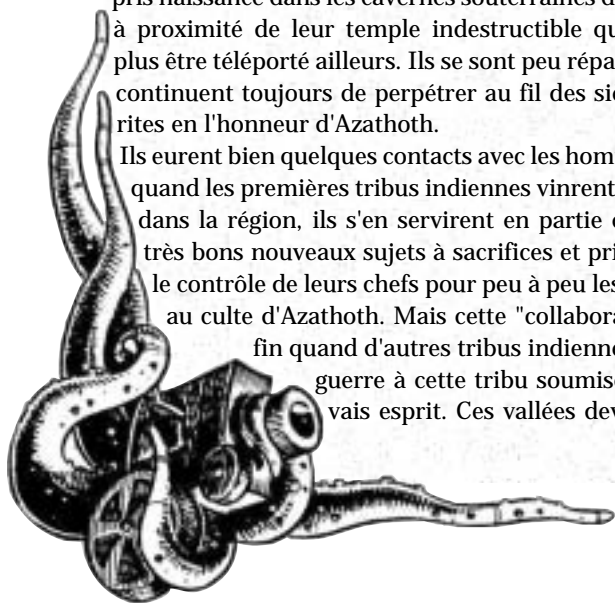 pris naissance dans les cavernes souterraines d
à proximité de leur temple indestructible qu
plus être téléporté ailleurs. Ils se sont peu répa
continuent toujours de perpétrer au fil des siè
rites en l'honneur d'Azathoth.
Ils eurent bien quelques contacts avec les hom
quand les premières tribus indiennes vinrent
dans la région, ils s'en servirent en partie
très bons nouveaux sujets à sacrifices et pri
le contrôle de leurs chefs pour peu à peu les
au culte d'Azathoth. Mais cette "collabora
fin quand d'autres tribus indienne
guerre à cette tribu soumis
vais esprit. Ces vallées dev